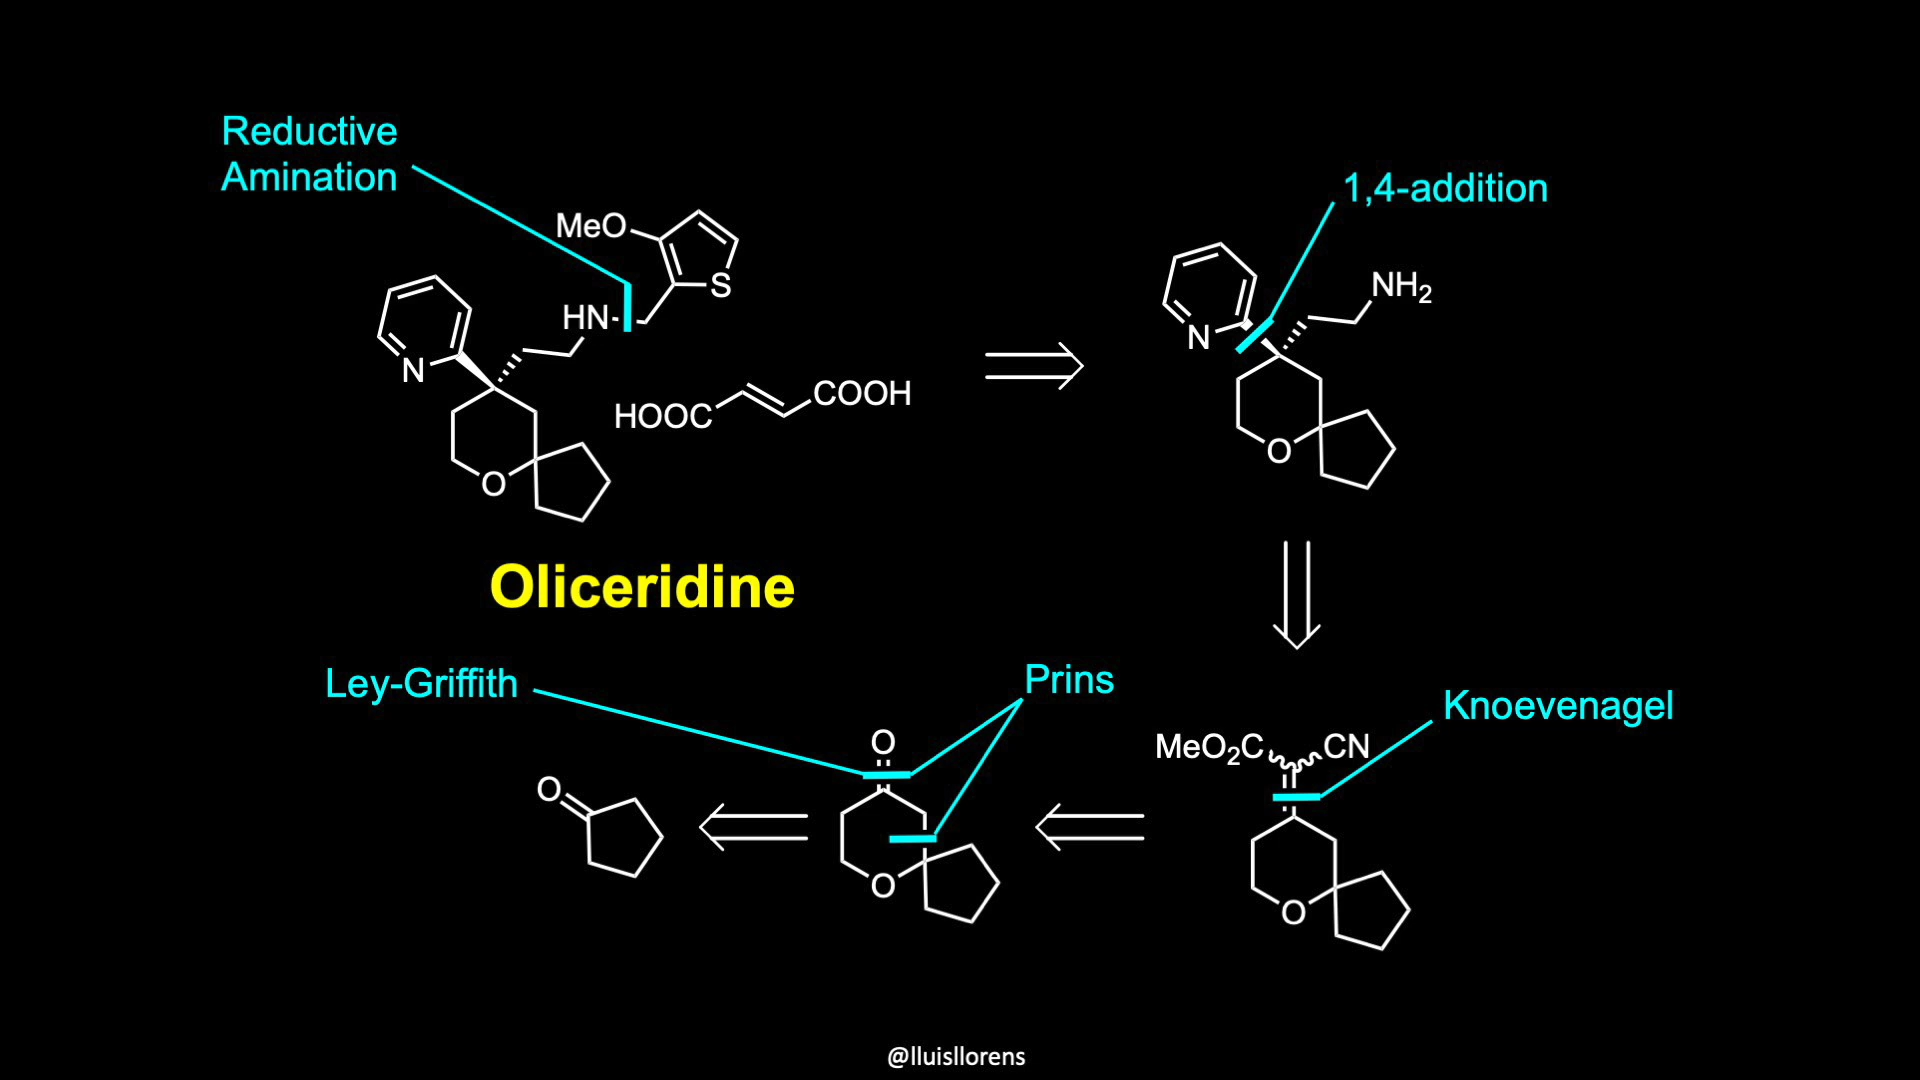 Reductive
Amination
1,4-addition
MeO
S
HN
N
HOOC
COOH
O
NH2
N
O
Oliceridine
Ley-Griffith
Prins
Knoevenagel
O
O
O
MeO2C
CN
O
@lluisllorens